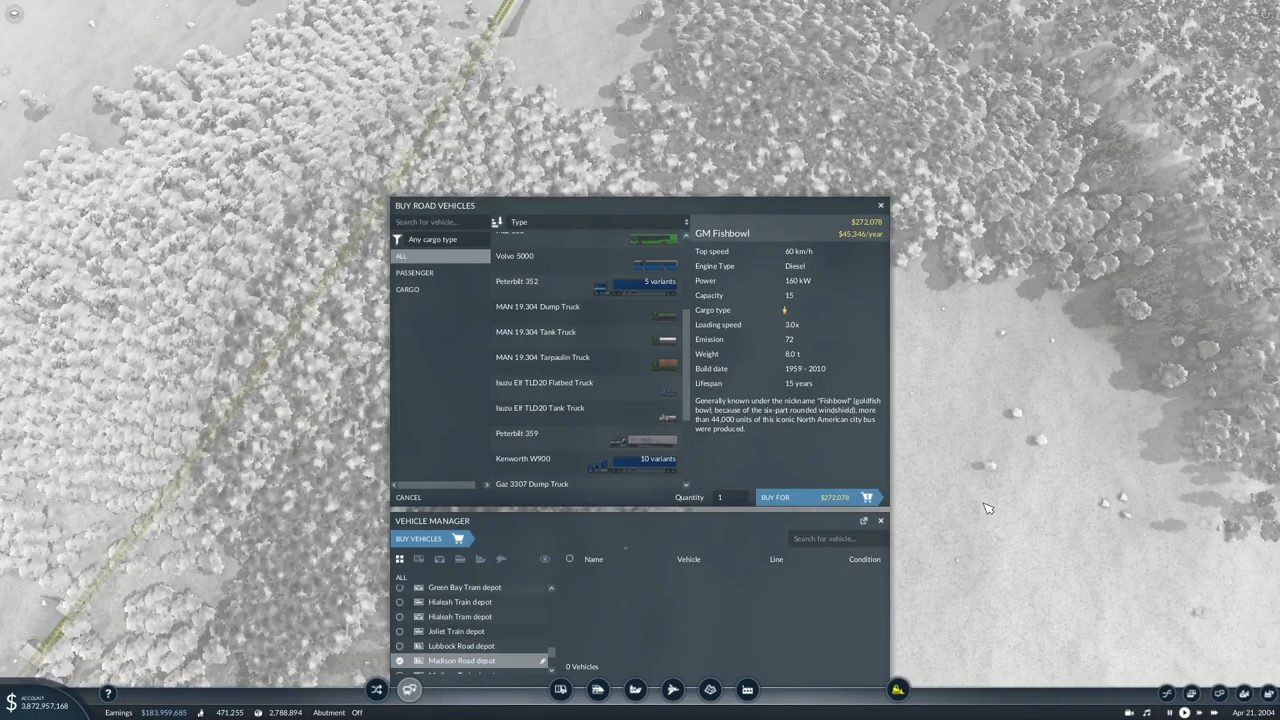 BUY ROAD VEHICLES
Search for vehicle...
Type
$272,078
Any cargo type
GM Fishbowl
$45,346/year
ALL
PASSENGER
CARGO
Volvo 5000
Peterbilt 352
5 variants
MAN 19.304 Dump Truck
MAN 19.304 Tank Truck
MAN 19.304 Tarpaulin Truck
Isuzu Elf TLD20 Flatbed Truck
Isuzu Elf TLD20 Tank Truck
Peterbilt 359
Kenworth W900
10 variants
Gaz 3307 Dump Truck
Top speed 60 km/h
Engine Type Diesel
Power 160 kW
Capacity 15
Cargo type
Loading speed 3.0x
Emission 72
Weight 8.0 t
Build date 1959 - 2010
Lifespan 15 years
Generally known under the nickname "Fishbowl" (goldfish
bowl; because of the six-part rounded windshield), more
than 44,000 units of this iconic North American city bus
were produced.
CANCEL
Quantity 1
BUY FOR $272,078
VEHICLE MANAGER
BUY VEHICLES
Search for vehicle...
Name Vehicle Line Condition
ALL
Green Bay Tram depot
Hialeah Train depot
Hialeah Tram depot
Joliet Train depot
Lubbock Road depot
Madison Road depot
0 Vehicles
$ ACCOUNT
3,872,957,168
?
Earnings $183,959,685 471,255 2,788,894 Abutment Off
Apr 21, 2004